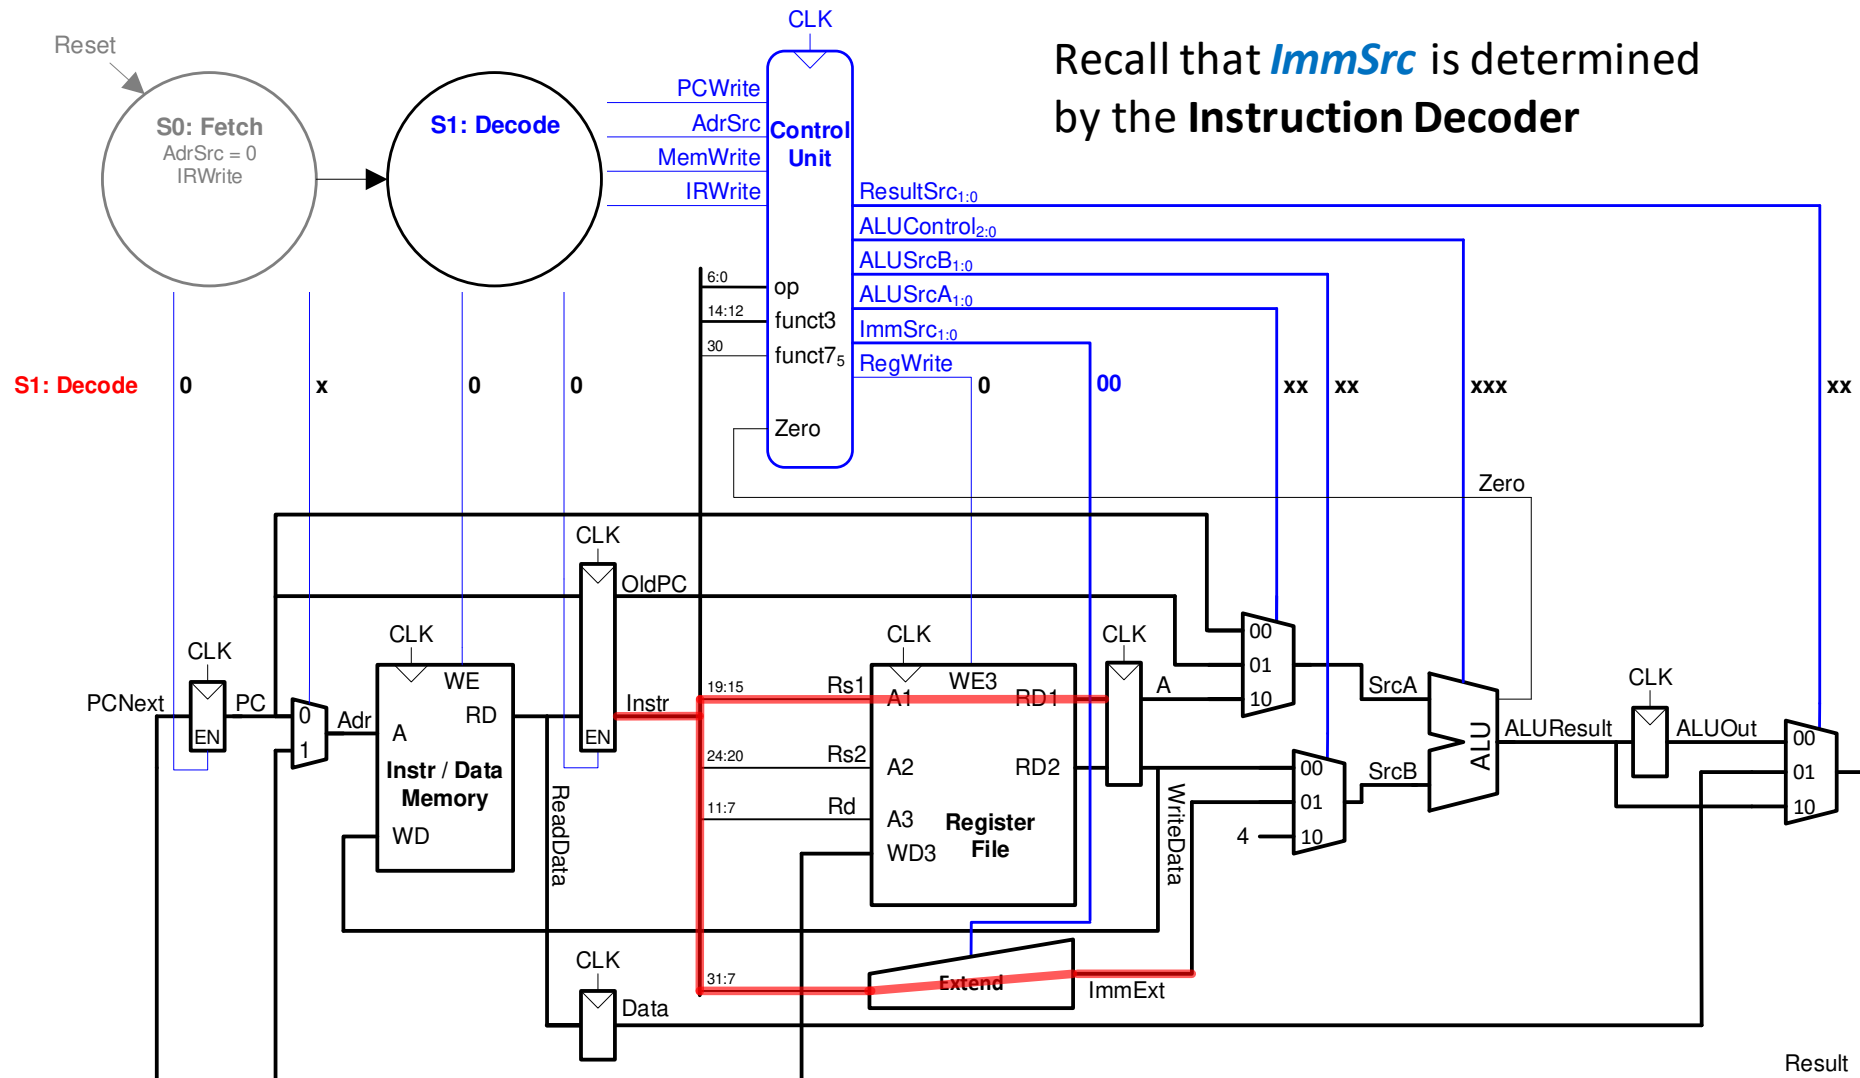 Recall that ImmSrc is determined
by the Instruction Decoder
Reset
S0: Fetch
AdrSrc = 0
IRWrite
S1: Decode
CLK
Control
Unit
PCWrite
AdrSrc
MemWrite
IRWrite
ResultSrc1:0
ALUControl2:0
ALUSrcB1:0
ALUSrcA1:0
ImmSrc1:0
RegWrite
6:0
op
14:12
funct3
30
funct75
Zero
S1: Decode 0 x 0 0 0 00 xx xx xxx xx
Zero
CLK
OldPC
CLK
PCNext
PC
EN
0
1
Adr
CLK
WE
A
RD
Instr / Data
Memory
WD
EN
Instr
ReadData
19:15
Rs1
24:20
Rs2
11:7
Rd
CLK
WE3
A1
RD1
A2
RD2
A3
WD3
Register
File
CLK
A
WriteData
00
01
10
00
01
10
4
SrcA
SrcB
ALU
ALUResult
CLK
ALUOut
00
01
10
31:7
Extend
ImmExt
CLK
Data
Result